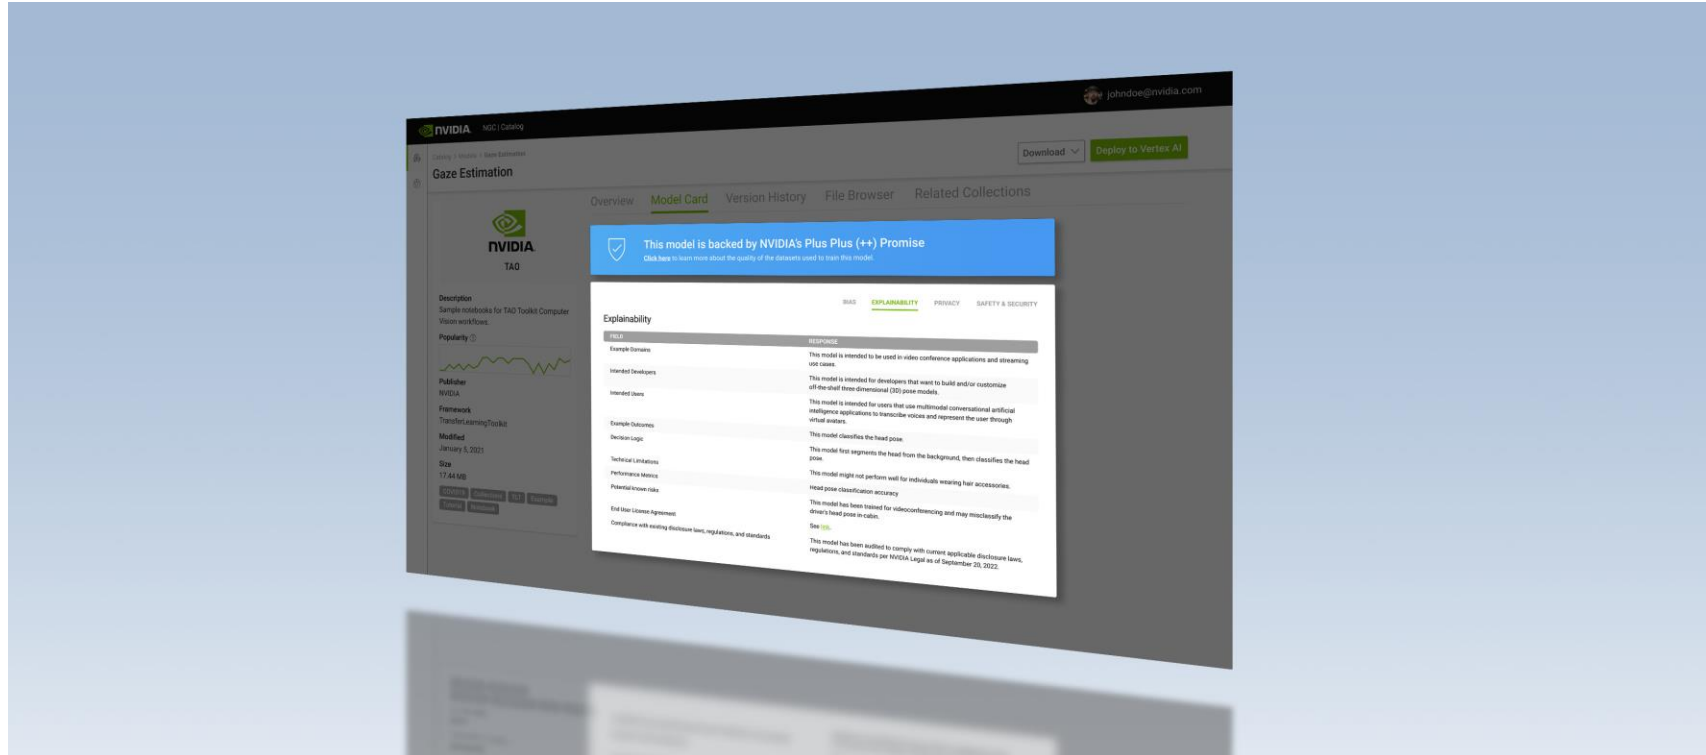 johndoe@nvidia.com
NVIDIA. NGC | Catalog
Catalog / Models / Gaze Estimation
Gaze Estimation
Download
Deploy to Vertex AI
Overview Model Card Version History File Browser Related Collections
NVIDIA.
TAO
Description
Sample notebooks for TAO Toolkit Computer
Vision workflows.
Popularity
Publisher
NVIDIA
Framework
TransferLearningToolkit
Modified
January 5, 2021
Size
17.44 MB
Collections TLT Example
Tutorial Notebook
This model is backed by NVIDIA's Plus Plus (++) Promise
Click here to learn more about the quality of the datasets used to train this model.
BIAS EXPLAINABILITY PRIVACY SAFETY & SECURITY
Explainability
FIELD RESPONSE
Example Domains
This model is intended to be used in video conference applications and streaming
use cases.
Intended Developers
This model is intended for developers that want to build and/or customize
off-the-shelf three dimensional (3D) pose models.
Intended Users
This model is intended for users that use multimodal conversational artificial
intelligence applications to transcribe voices and represent the user through
virtual avatars.
Example Outcomes
This model classifies the head pose.
Decision Logic
This model first segments the head from the background, then classifies the head
pose.
Technical Limitations
This model might not perform well for individuals wearing hair accessories.
Performance Metrics
Head pose classification accuracy
Potential known risks
This model has been trained for videoconferencing and may misclassify the
driver's head pose in-cabin.
End User License Agreement
See link.
Compliance with existing disclosure laws, regulations, and standards
This model has been audited to comply with current applicable disclosure laws,
regulations, and standards per NVIDIA Legal as of September 20, 2022.